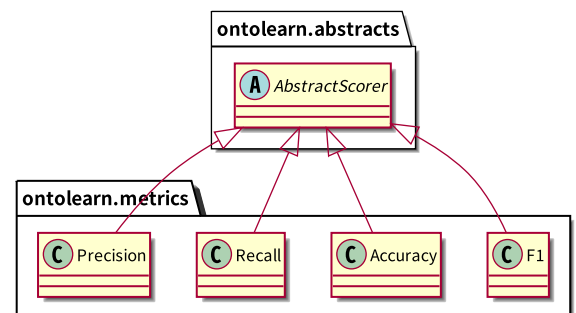 ontolearn.abstracts
A AbstractScorer
ontolearn.metrics
C Precision
C Recall
C Accuracy
C F1